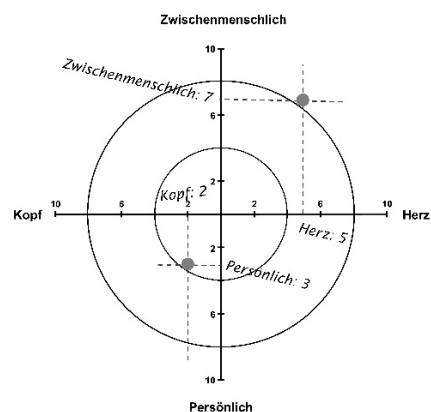 Zwischenmenschlich
10
Zwischenmenschlich: 7
6
2
Kopf: 2
Kopf
10
6
2
2
6
10
Herz
Herz: 5
2
Persönlich: 3
6
10
Persönlich